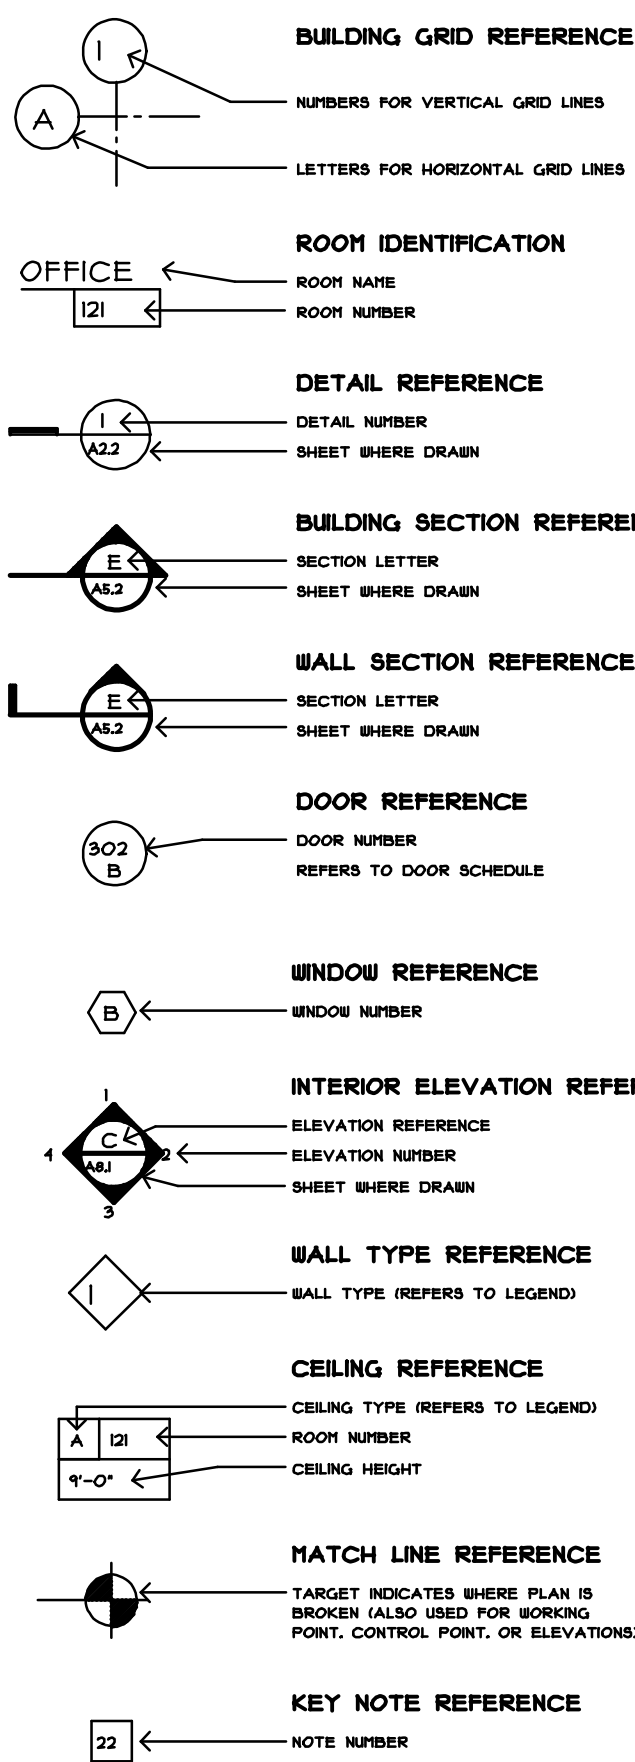 BUILDING GRID REFERENCE
1
NUMBERS FOR VERTICAL GRID LINES
A
LETTERS FOR HORIZONTAL GRID LINES
ROOM IDENTIFICATION
OFFICE
ROOM NAME
121
ROOM NUMBER
DETAIL REFERENCE
1
DETAIL NUMBER
A2.2
SHEET WHERE DRAWN
BUILDING SECTION REFERE
E
SECTION LETTER
A5.2
SHEET WHERE DRAWN
WALL SECTION REFERENCE
E
SECTION LETTER
A5.2
SHEET WHERE DRAWN
DOOR REFERENCE
302
B
DOOR NUMBER
REFERS TO DOOR SCHEDULE
WINDOW REFERENCE
B
WINDOW NUMBER
INTERIOR ELEVATION REFE
1
C
ELEVATION REFERENCE
4
2
ELEVATION NUMBER
A8.1
SHEET WHERE DRAWN
3
WALL TYPE REFERENCE
1
WALL TYPE (REFERS TO LEGEND)
CEILING REFERENCE
CEILING TYPE (REFERS TO LEGEND)
A 121
ROOM NUMBER
9'-0"
CEILING HEIGHT
MATCH LINE REFERENCE
TARGET INDICATES WHERE PLAN IS
BROKEN (ALSO USED FOR WORKING
POINT, CONTROL POINT, OR ELEVATIONS)
KEY NOTE REFERENCE
22
NOTE NUMBER